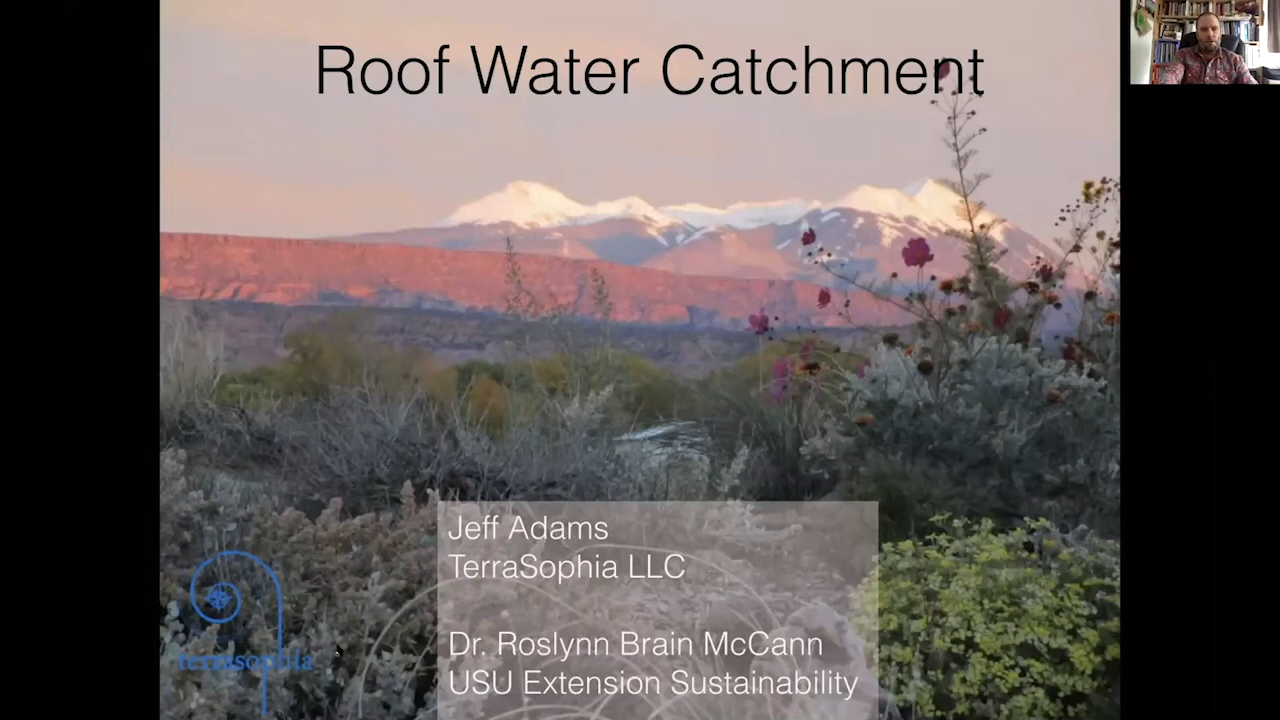 Roof Water Catchment
Jeff Adams
TerraSophia LLC
Dr. Roslynn Brain McCann
USU Extension Sustainability
terrasophia